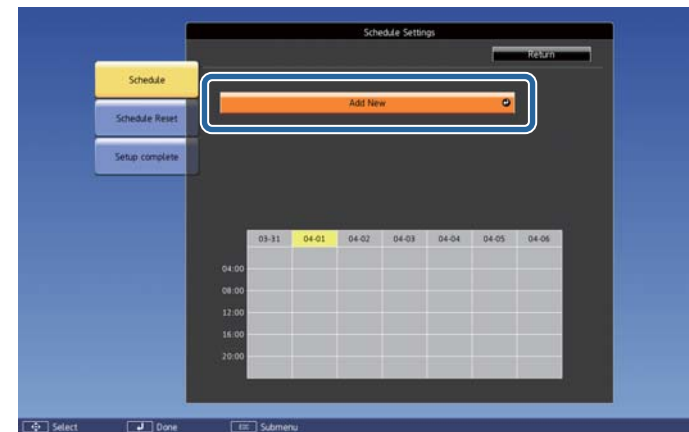 Schedule Settings
Return
Schedule
Add New
Schedule Reset
Setup complete
03-31 04-01 04-02 04-03 04-04 04-05 04-06
04:00
08:00
12:00
16:00
20:00
Select Done Esc Submenu